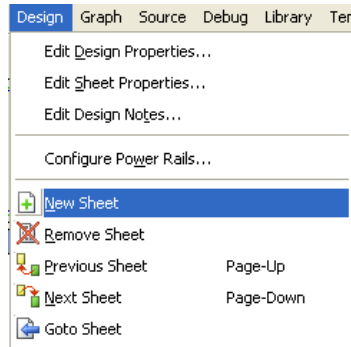 Design Graph Source Debug Library
Edit Design Properties...
Edit Sheet Properties...
Edit Design Notes...
Configure Power Rails...
New Sheet
Remove Sheet
Previous Sheet Page-Up
Next Sheet Page-Down
Goto Sheet